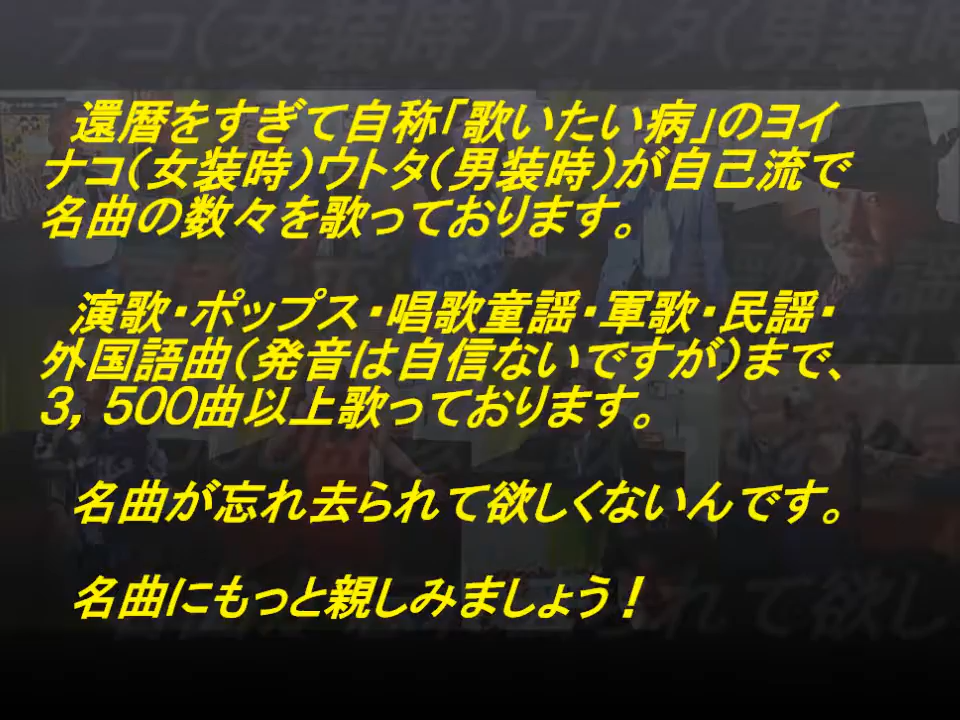 還暦をすぎて自称「歌いたい病」のヨイ
ナコ(女装時)ウトタ(男装時)が自己流で
名曲の数々を歌っております。
演歌・ポップス・唱歌童謡・軍歌・民謡・
外国語曲(発音は自信ないですが)まで、
3,500曲以上歌っております。
名曲が忘れ去られて欲しくないんです。
名曲にもっと親しみましょう!